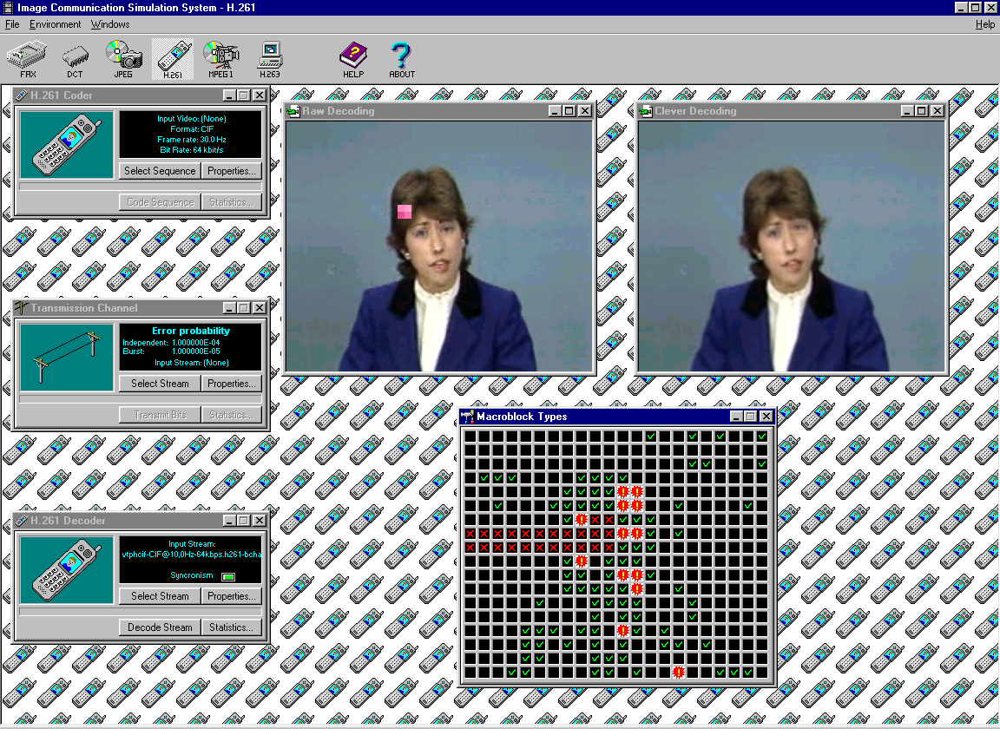 Image Communication Simulation System - H.261
File Environment Windows Help
FAX DCT JPEG H.261 MPEG1 H.263 HELP ABOUT
H.261 Coder
Input Video: (None)
Format: CIF
Frame rate: 30.0 Hz
Bit Rate: 64 kbit/s
Select Sequence Properties...
Code Sequence Statistics...
Raw Decoding
Clever Decoding
Transmission Channel
Error probability
Independent: 1.000000E-04
Burst: 1.000000E-05
Input Stream: (None)
Select Stream Properties...
Transmit Bits Statistics...
Macroblock Types
H.261 Decoder
Input Stream:
vtphcif-CIF@10,0Hz-64kbps.h261-bcha
Syncronism
Select Stream Properties...
Decode Stream Statistics...